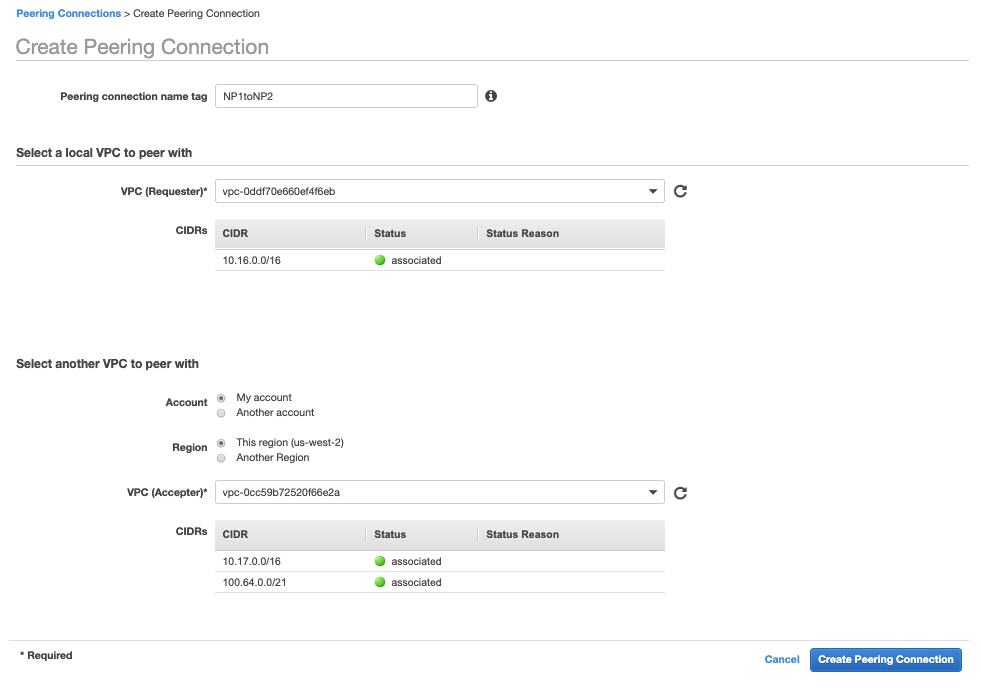 Peering Connections > Create Peering Connection
Create Peering Connection
Peering connection name tag NP1toNP2
Select a local VPC to peer with
VPC (Requester)* vpc-0ddf70e660ef4f6eb
CIDRs CIDR Status Status Reason
10.16.0.0/16 associated
Select another VPC to peer with
Account My account
Another account
Region This region (us-west-2)
Another Region
VPC (Accepter)* vpc-0cc59b72520f66e2a
CIDRs CIDR Status Status Reason
10.17.0.0/16 associated
100.64.0.0/21 associated
* Required Cancel Create Peering Connection